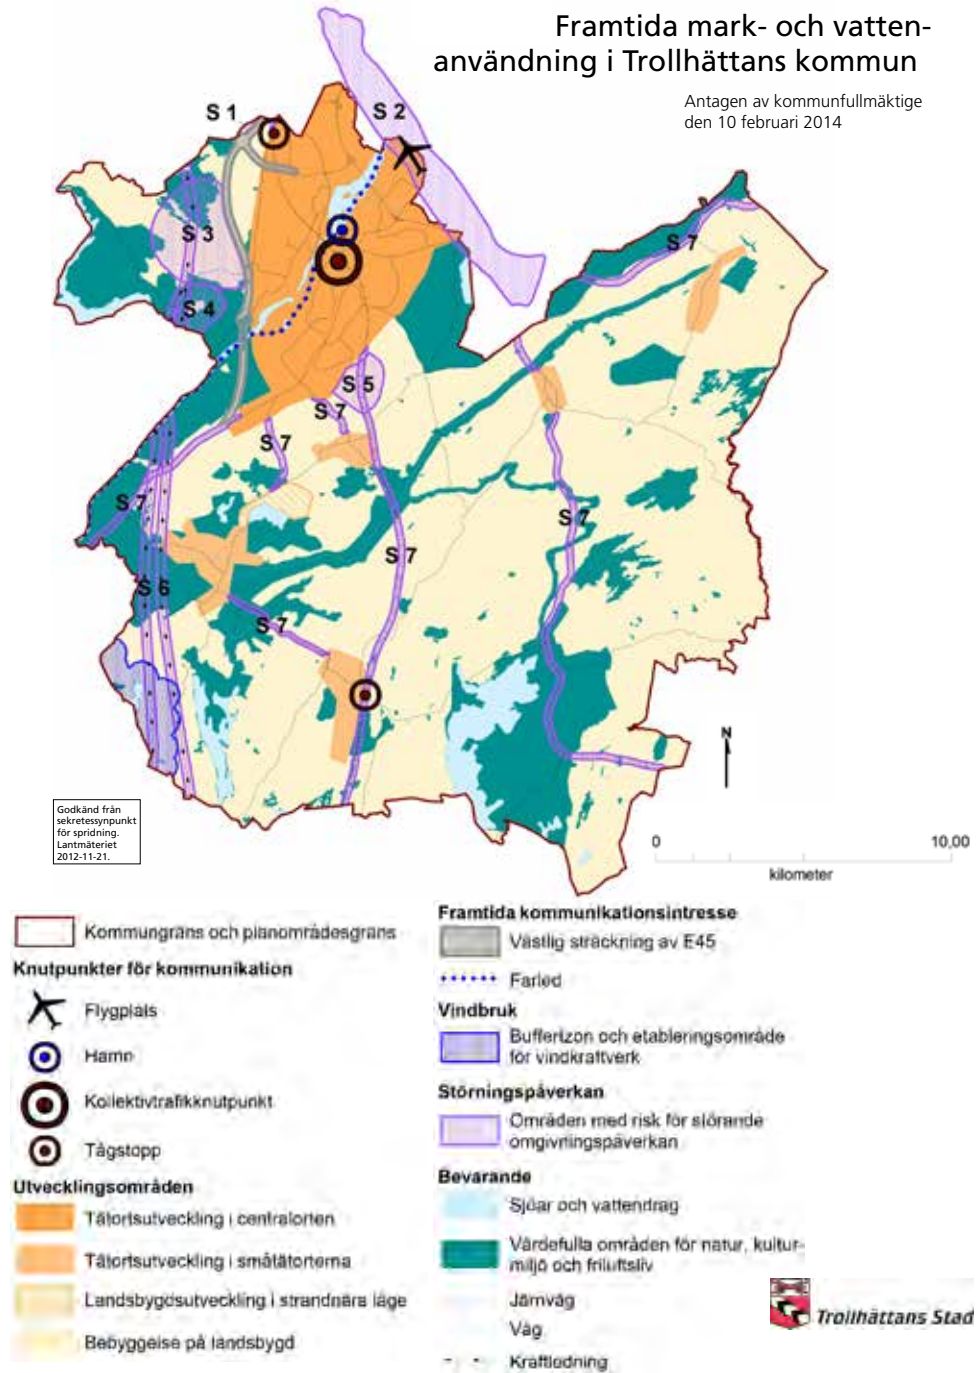 Framtida mark- och vatten-
användning i Trollhättans kommun
Antagen av kommunfullmäktige
den 10 februari 2014
S 1
S 2
S 3
S 7
S 4
S 5
S 7
S 7
S 7
S 7
S 7
S 6
S 7
N
Godkänd från
sekretessynpunkt
för spridning.
Lantmäteriet
2012-11-21.
0
10,00
kilometer
Kommungräns och planområdesgräns
Knutpunkter för kommunikation
Flygplats
Hamn
Kollektivtrafikknutpunkt
Tågstopp
Utvecklingsområden
Tätortsutveckling i centralorten
Tätortsutveckling i småtätorterna
Landsbygdsutveckling i strandnära läge
Bebyggelse på landsbygd
Framtida kommunikationsintresse
Västlig sträckning av E45
Farled
Vindbruk
Buffertzon och etableringsområde
för vindkraftverk
Störningspåverkan
Områden med risk för störande
omgivningspåverkan
Bevarande
Sjöar och vattendrag
Värdefulla områden för natur, kultur-
miljö och friluftsliv
Järnväg
Väg
Kraftledning
Trollhättans Stad